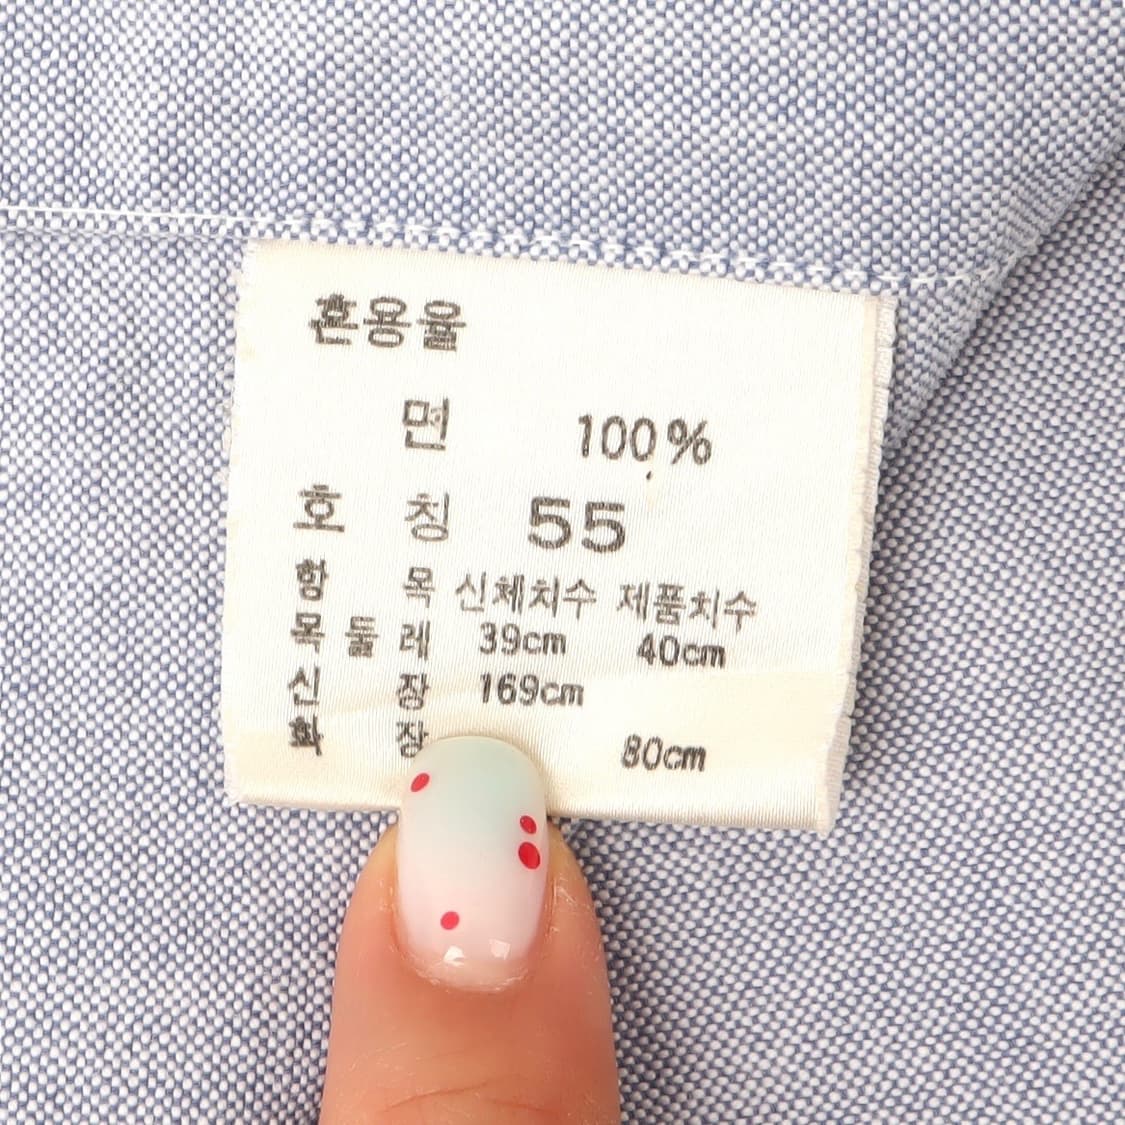 혼용율
면 100%
호 칭 55
항 목 신체치수 제품치수
목 둘 레 39cm 40cm
신 장 169cm
화 장 80cm